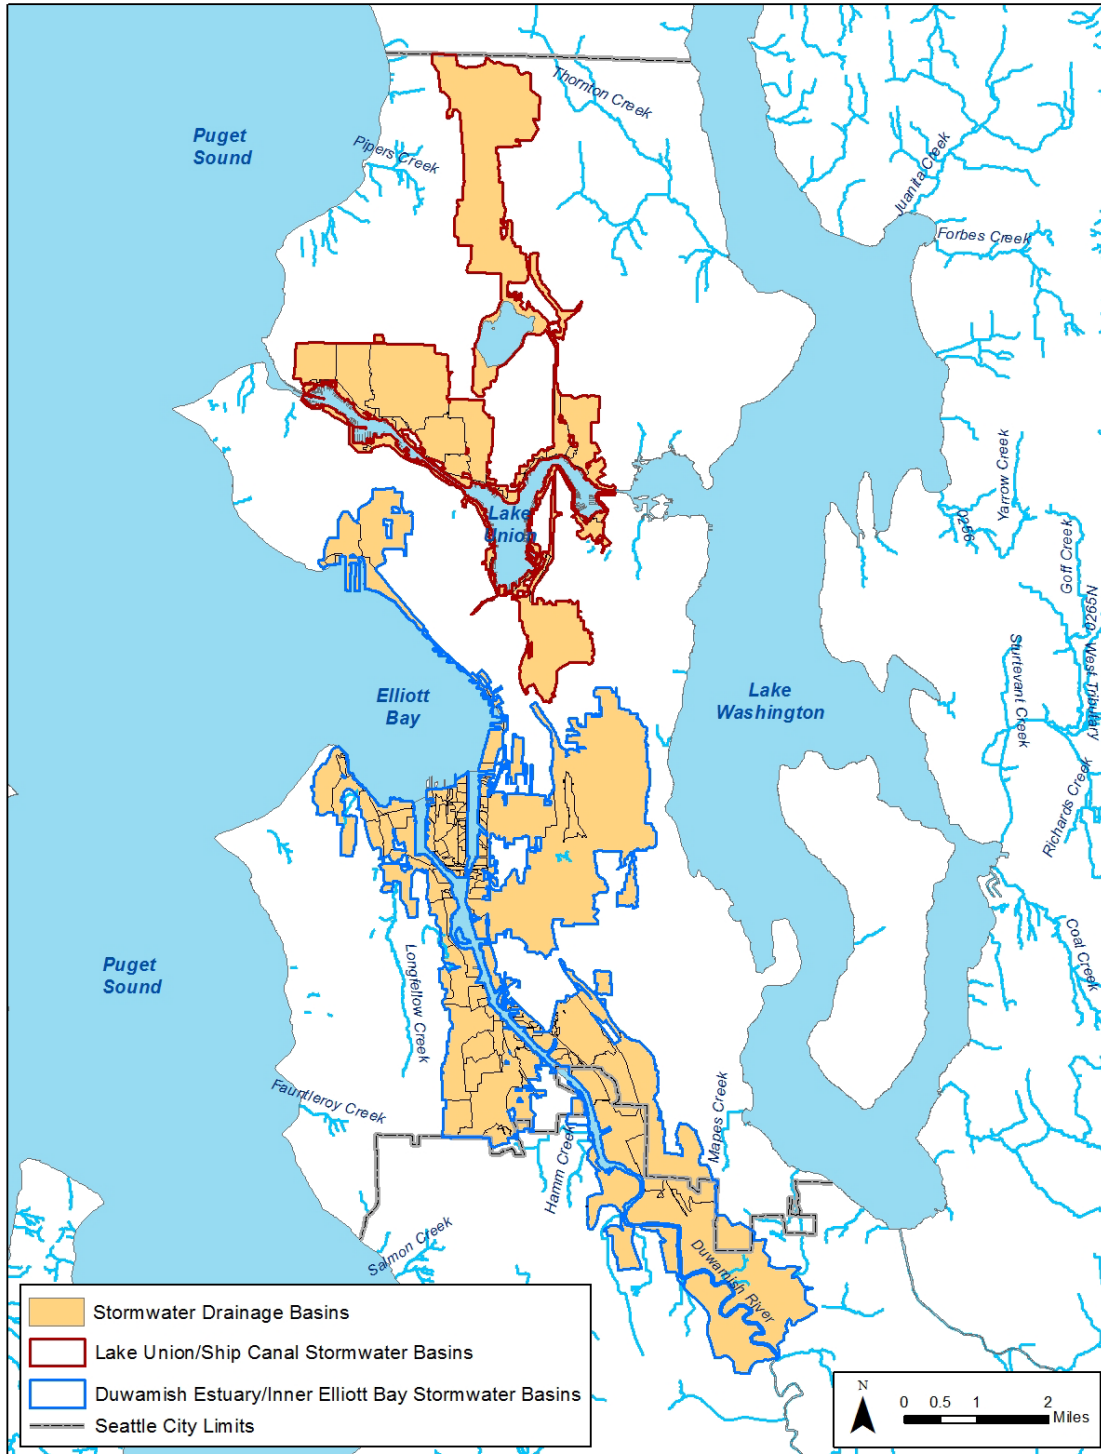 Thornton Creek
Puget
Sound
Pipers Creek
Juanita Creek
Forbes Creek
Yarrow Creek
0266
Goff Creek
Lake
Union
0265N
West Tributary
Sturtevant Creek
Elliott
Bay
Lake
Washington
Richards Creek
Coal Creek
Puget
Sound
Longfellow Creek
Fauntleroy Creek
Mapes Creek
Hamm Creek
Salmon Creek
Duwamish River
Stormwater Drainage Basins
Lake Union/Ship Canal Stormwater Basins
Duwamish Estuary/Inner Elliott Bay Stormwater Basins
Seattle City Limits
N
0 0.5 1 2
Miles